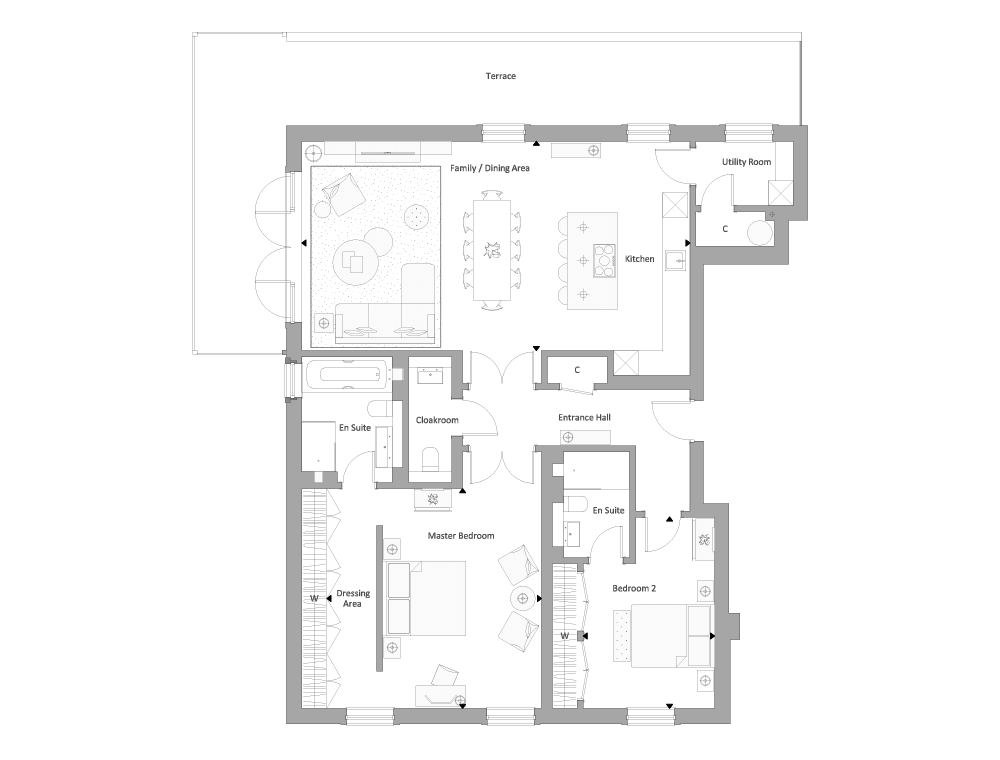 Terrace
Family / Dining Area
Utility Room
C
Kitchen
C
Entrance Hall
Cloakroom
En Suite
En Suite
Master Bedroom
Bedroom 2
W
Dressing
Area
W